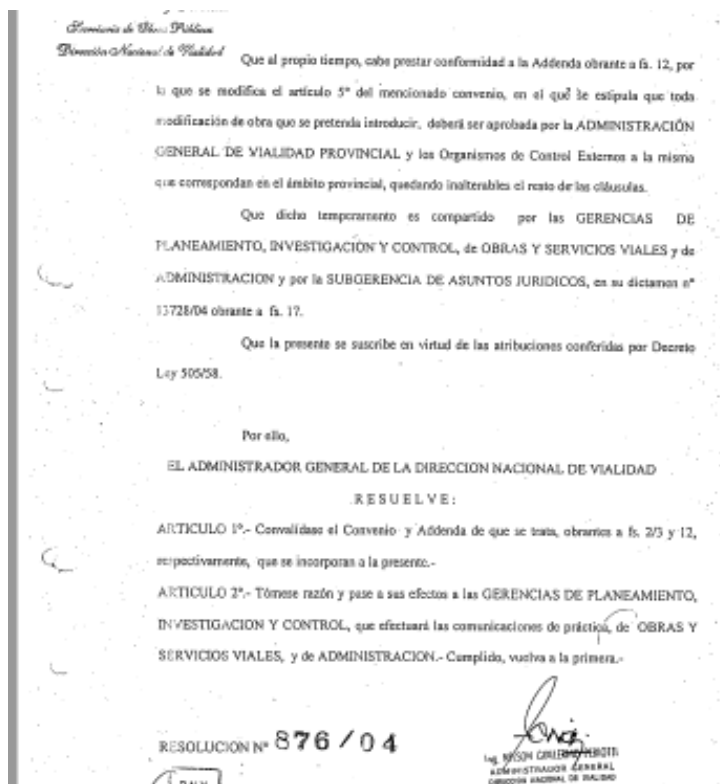 Secretaría de Obras Públicas
Dirección Nacional de Vialidad
Que al propio tiempo, cabe prestar conformidad a la Addenda obrante a fs. 12, por
lo que se modifica el artículo 5° del mencionado convenio, en el qué se estipula que toda
modificación de obra que se pretenda introducir, deberá ser aprobada por la ADMINISTRACIÓN
GENERAL DE VIALIDAD PROVINCIAL y los Organismos de Control Externos a la misma
que correspondan en el ámbito provincial, quedando inalterables el resto de las cláusulas.
Que dicho temperamento es compartido por las GERENCIAS DE
PLANEAMIENTO, INVESTIGACION Y CONTROL, de OBRAS Y SERVICIOS VIALES y de
ADMINISTRACION y por la SUBGERENCIA DE ASUNTOS JURIDICOS, en su dictamen n°
13728/04 obrante a fs. 17.
Que la presente se suscribe en virtud de las atribuciones conferidas por Decreto
Ley 505/58.
Por ello,
EL ADMINISTRADOR GENERAL DE LA DIRECCION NACIONAL DE VIALIDAD
RESUELVE:
ARTICULO 1°.- Convalídase el Convenio y Addenda de que se trata, obrantes a fs. 2/3 y 12,
respectivamente, que se incorporan a la presente.-
ARTICULO 2°.- Tómese razón y pase a sus efectos a las GERENCIAS DE PLANEAMIENTO,
INVESTIGACION Y CONTROL, que efectuará las comunicaciones de práctica, de OBRAS Y
SERVICIOS VIALES, y de ADMINISTRACION.- Cumplido, vuelva a la primera.-
RESOLUCION N° 876/04
Ing. NELSON GUILLERMO PERIOTTI
ADMINISTRADOR GENERAL
DIRECCION NACIONAL DE VIALIDAD